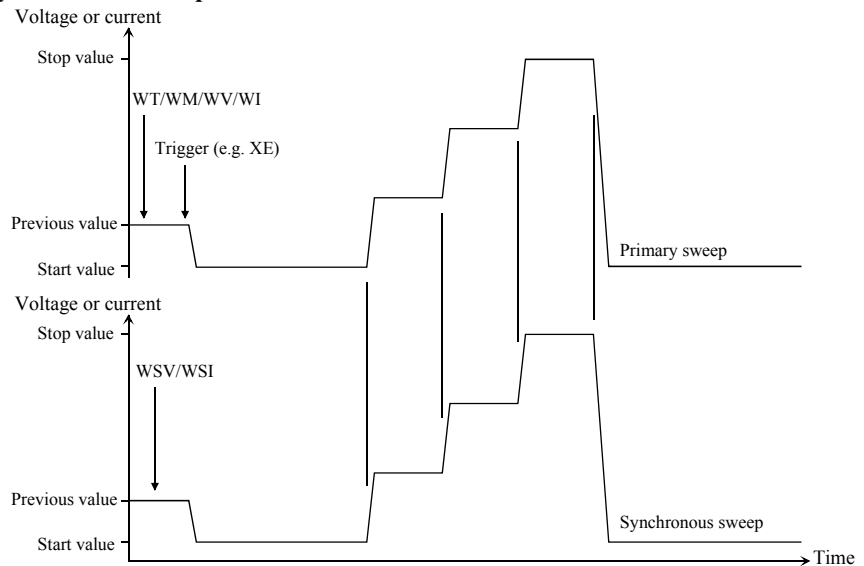 Voltage or current
Stop value
WT/WM/WV/WI
Trigger (e.g. XE)
Previous value
Start value
Primary sweep
Voltage or current
Stop value
WSV/WSI
Previous value
Start value
Synchronous sweep
Time